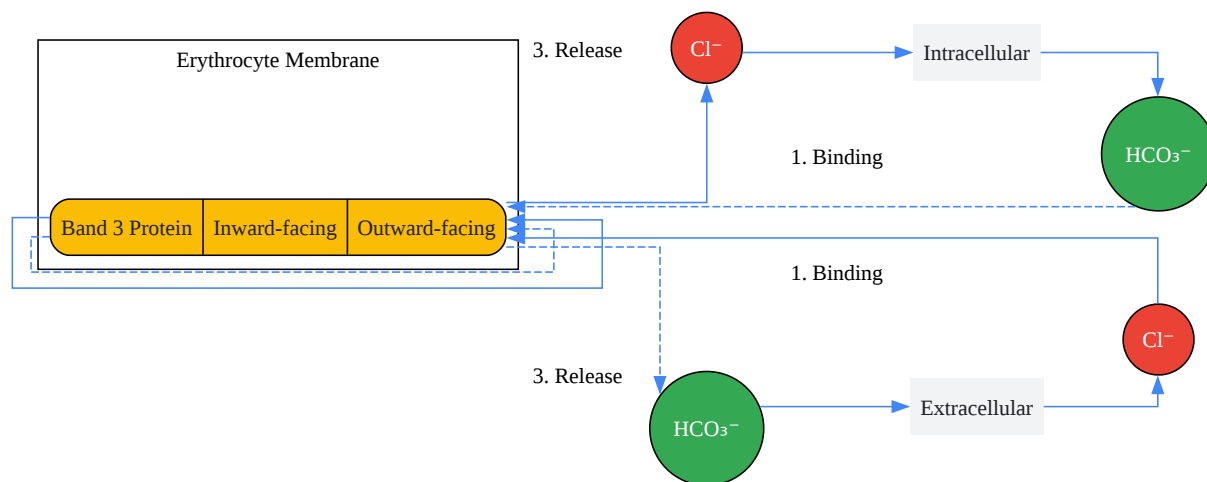 3. Release
Cl⁻
Intracellular
Erythrocyte Membrane
1. Binding
HCO₃⁻
Band 3 Protein
Inward-facing
Outward-facing
1. Binding
Cl⁻
3. Release
HCO₃⁻
Extracellular